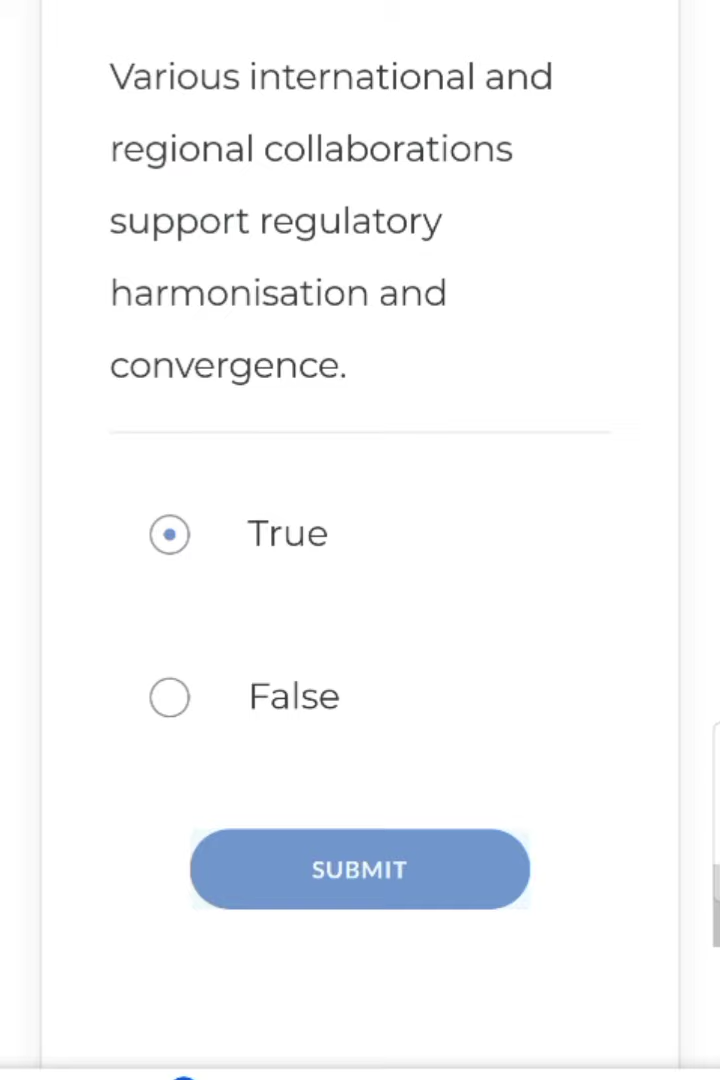 Various international and
regional collaborations
support regulatory
harmonisation and
convergence.
True
False
SUBMIT